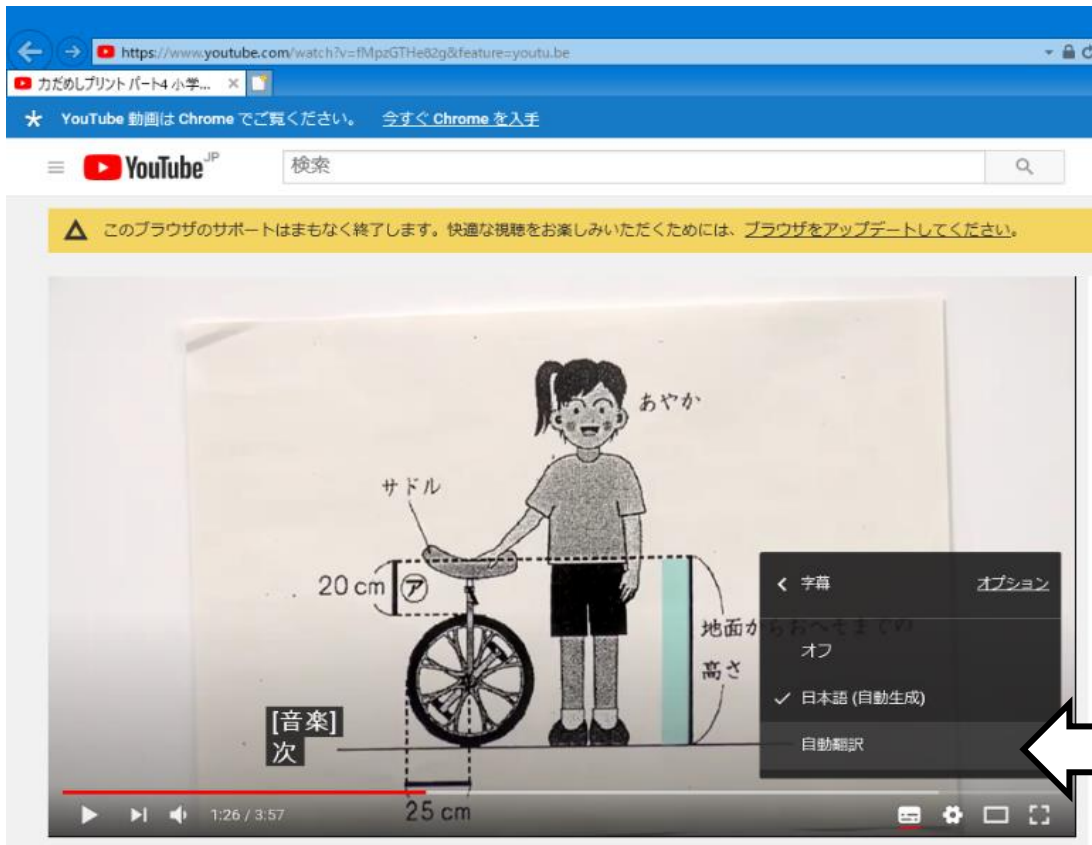 https://www.youtube.com/watch?v=fMpzGTHe82g&feature=youtu.be
力だめしプリント パート4 小学...
YouTube 動画は Chrome でご覧ください。 今すぐ Chrome を入手
YouTube JP
検索
このブラウザのサポートはまもなく終了します。快適な視聴をお楽しみいただくためには、ブラウザをアップデートしてください。
あやか
サドル
20 cm ㋐
地面からおへそまでの
高さ
字幕 オプション
オフ
日本語 (自動生成)
自動翻訳
[音楽]
次
25 cm
1:26 / 3:57